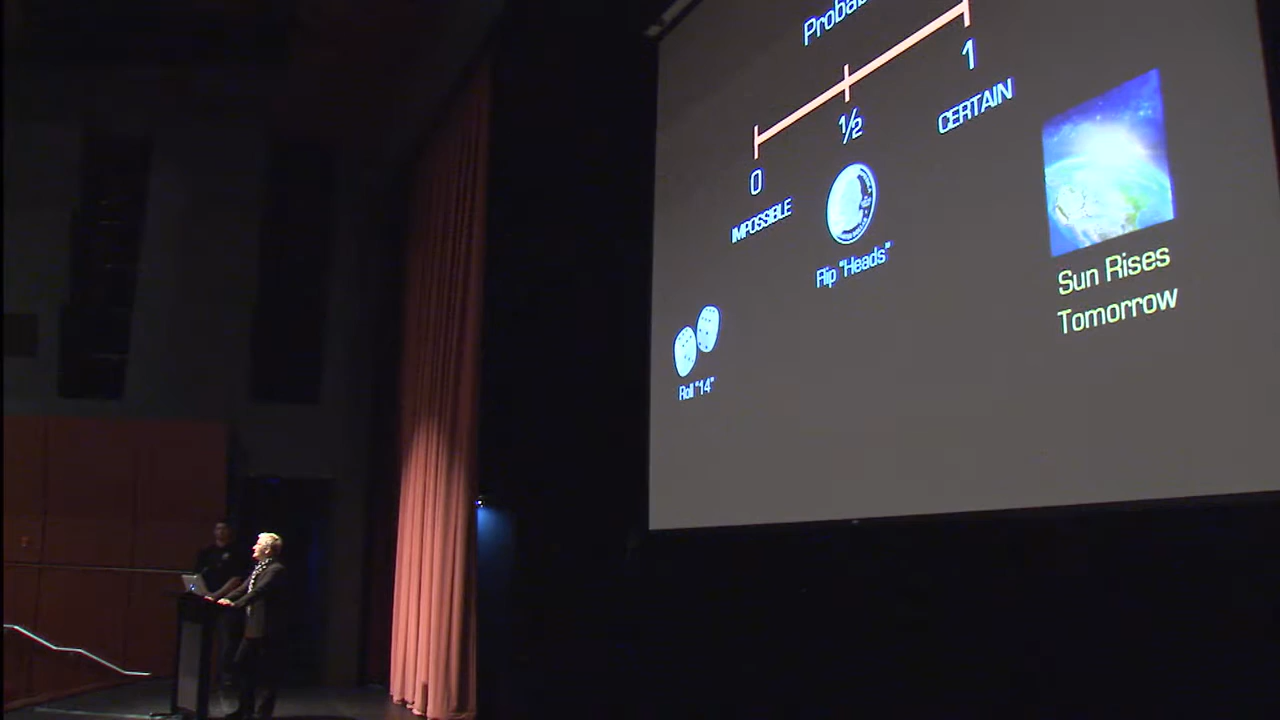 Probab
0
½
1
IMPOSSIBLE
CERTAIN
Flip "Heads"
Sun Rises
Tomorrow
Roll "14"